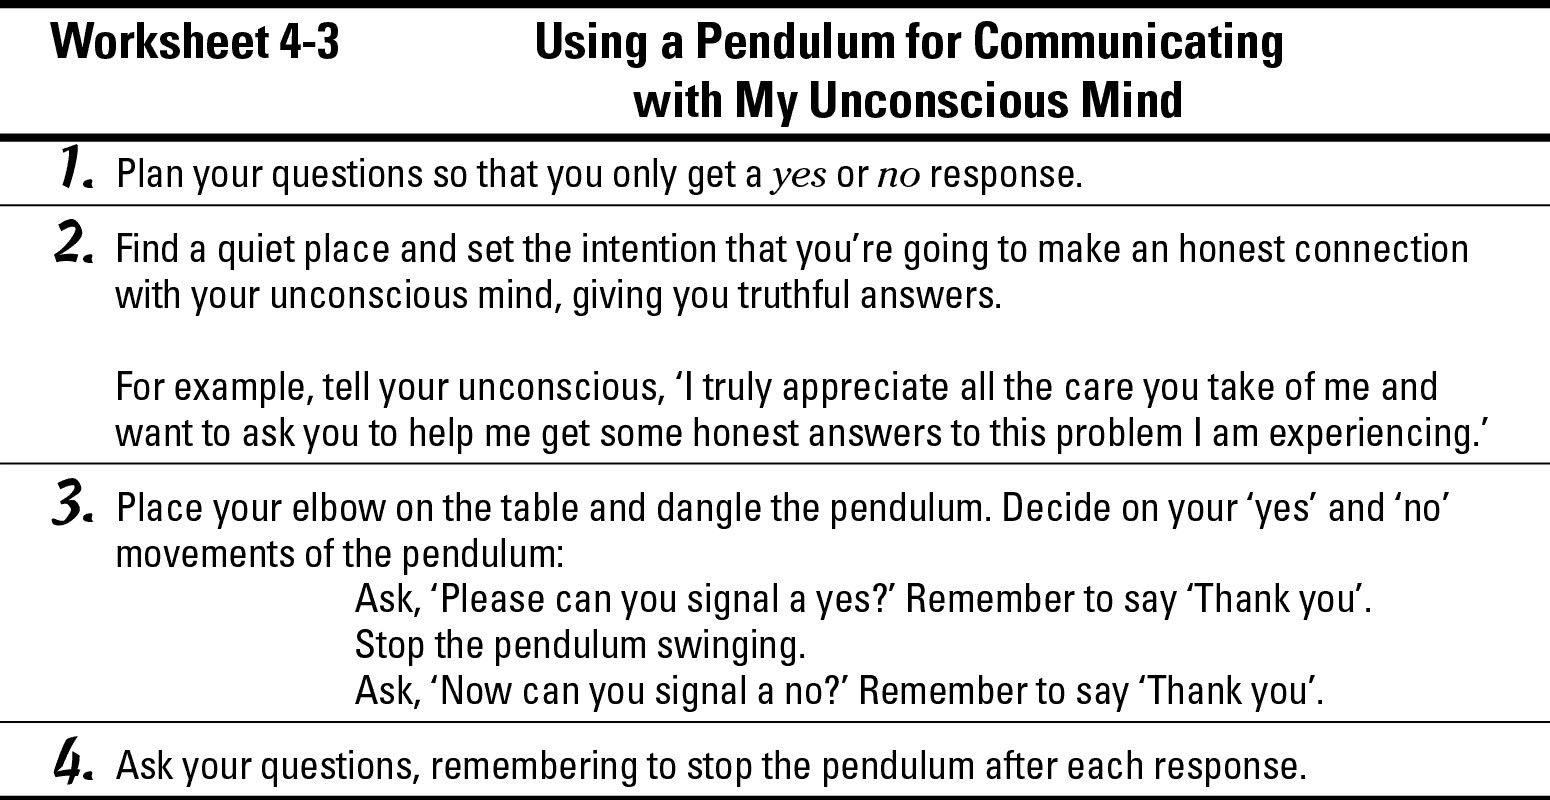 Worksheet 4-3 Using a Pendulum for Communicating
with My Unconscious Mind
1. Plan your questions so that you only get a yes or no response.
2. Find a quiet place and set the intention that you’re going to make an honest connection
with your unconscious mind, giving you truthful answers.
For example, tell your unconscious, ‘I truly appreciate all the care you take of me and
want to ask you to help me get some honest answers to this problem I am experiencing.’
3. Place your elbow on the table and dangle the pendulum. Decide on your ‘yes’ and ‘no’
movements of the pendulum:
Ask, ‘Please can you signal a yes?’ Remember to say ‘Thank you’.
Stop the pendulum swinging.
Ask, ‘Now can you signal a no?’ Remember to say ‘Thank you’.
4. Ask your questions, remembering to stop the pendulum after each response.